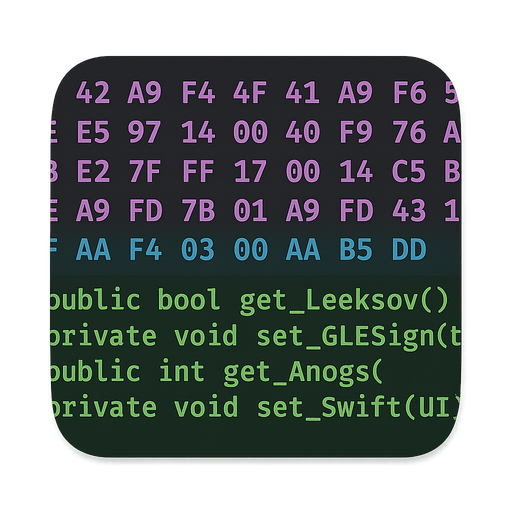 42 A9 F4 4F 41 A9 F6 5
E E5 97 14 00 40 F9 76 A
B E2 7F FF 17 00 14 C5 B
E A9 FD 7B 01 A9 FD 43 1
F AA F4 03 00 AA B5 DD
public bool get_Leeksov()
private void set_GLESign(t
public int get_Anogs(
private void set_Swift(UI)